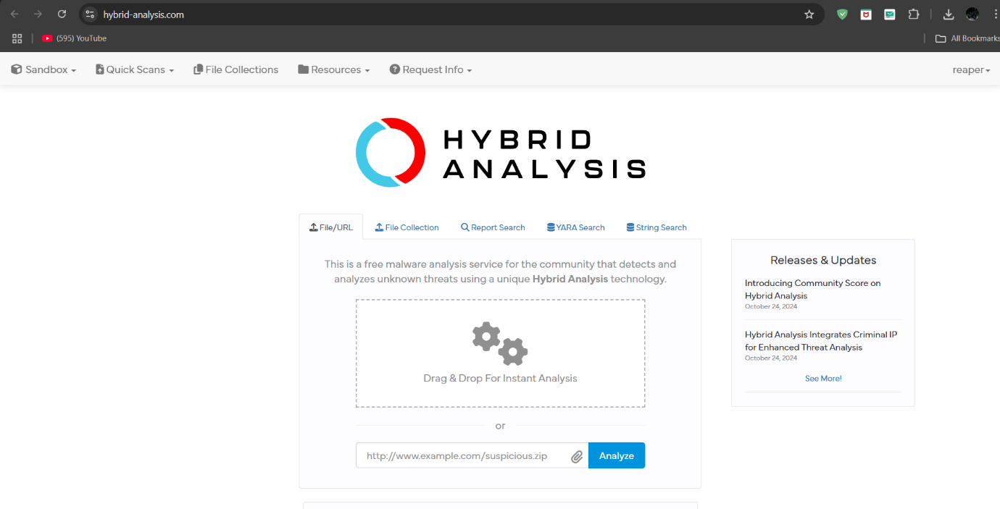 hybrid-analysis.com
(595) YouTube
All Bookmarks
Sandbox
Quick Scans
File Collections
Resources
Request Info
reaper
HYBRID
ANALYSIS
File/URL
File Collection
Report Search
YARA Search
String Search
This is a free malware analysis service for the community that detects and
analyzes unknown threats using a unique Hybrid Analysis technology.
Drag & Drop For Instant Analysis
or
http://www.example.com/suspicious.zip
Analyze
Releases & Updates
Introducing Community Score on
Hybrid Analysis
October 24, 2024
Hybrid Analysis Integrates Criminal IP
for Enhanced Threat Analysis
October 24, 2024
See More!